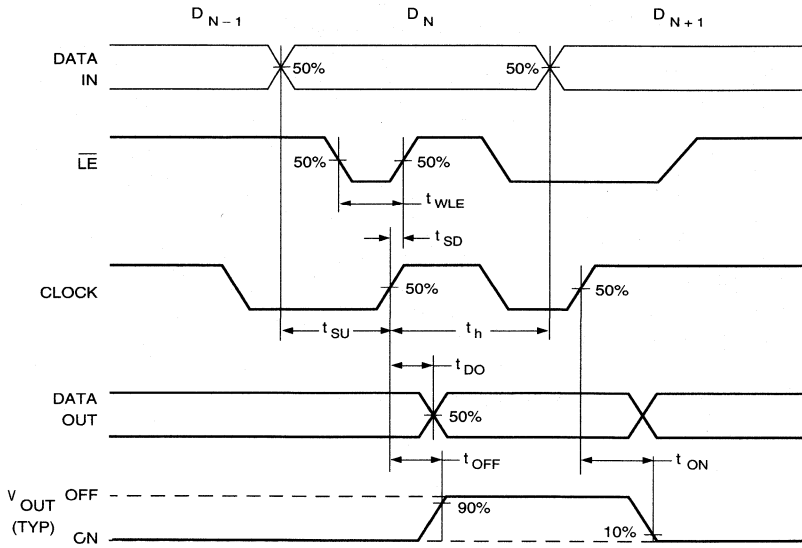 D N–1 D N D N+1
DATA IN 50% 50%
LE 50% 50%
t WLE
t SD
CLOCK 50% 50%
t SU t h
t DO
DATA OUT 50%
t OFF t ON
V OUT (TYP) OFF 90%
ON 10%